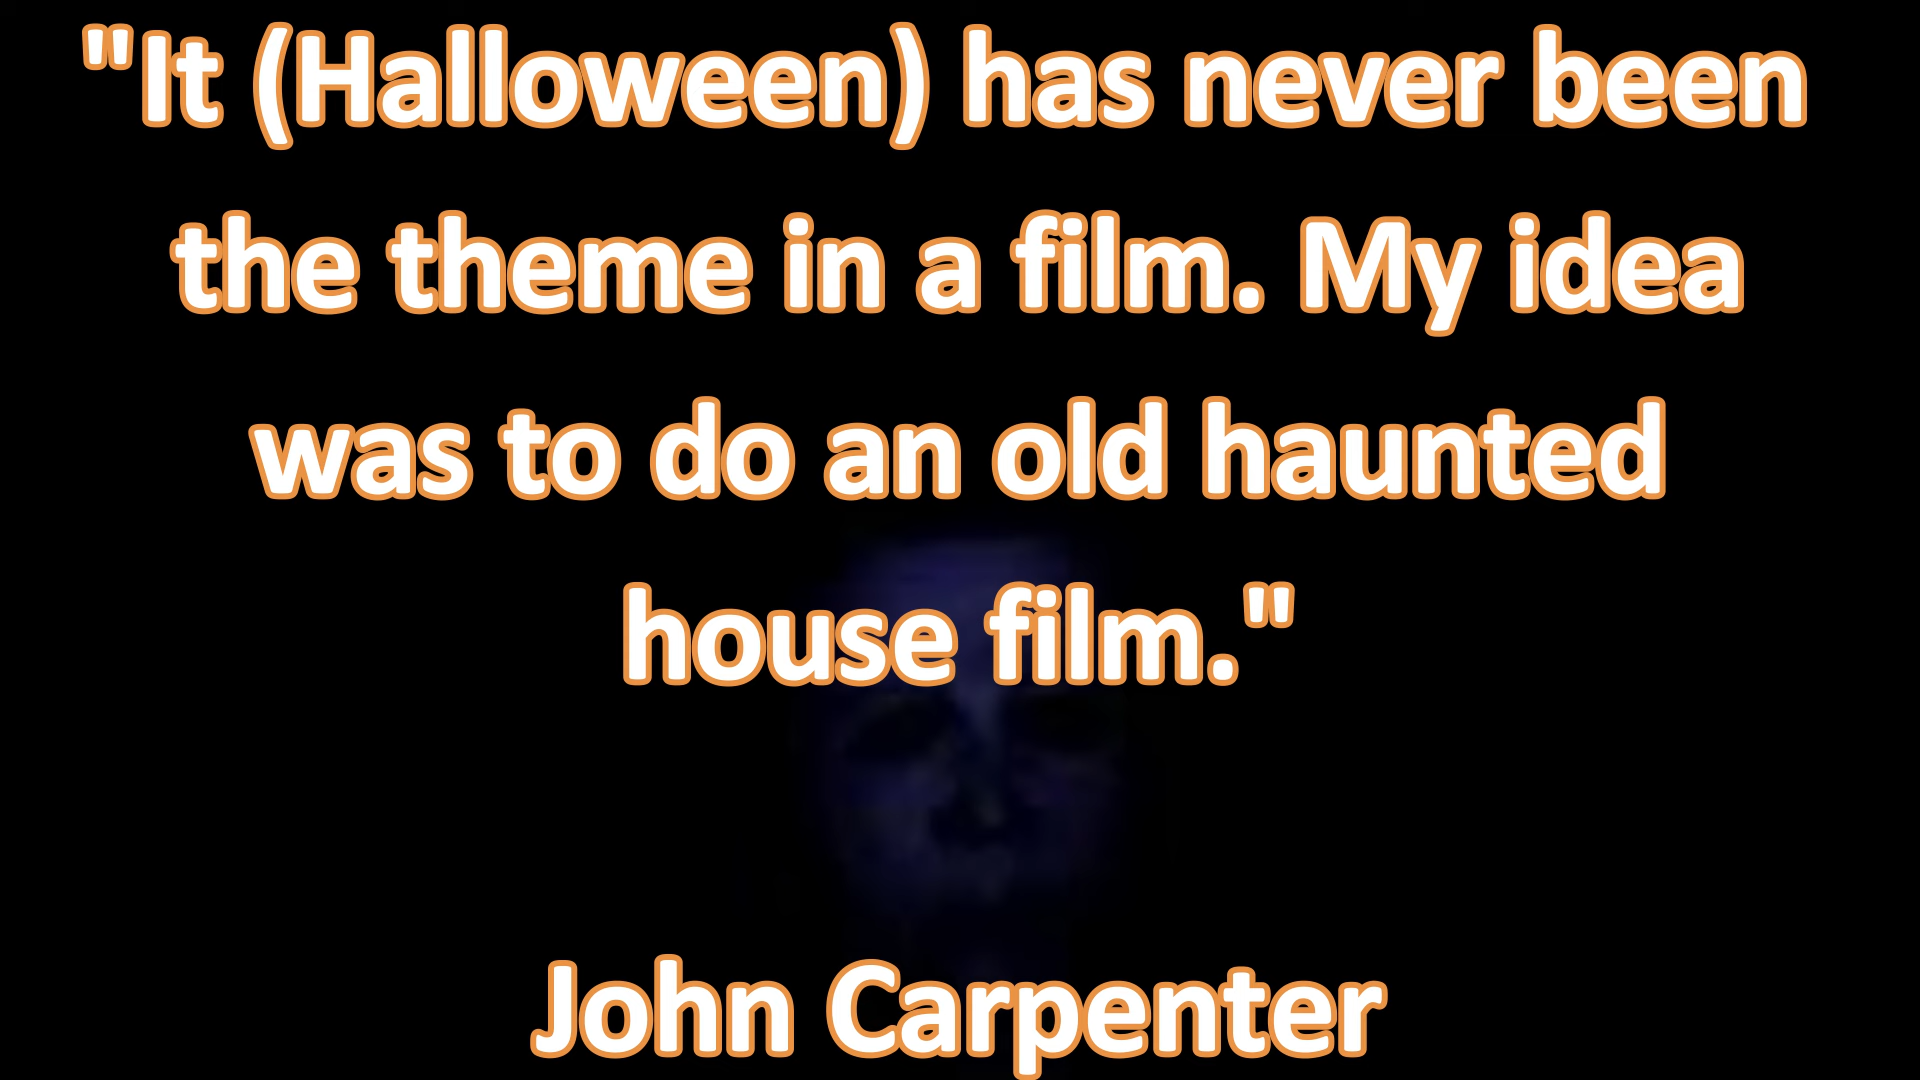 "It (Halloween) has never been
the theme in a film. My idea
was to do an old haunted
house film."
John Carpenter